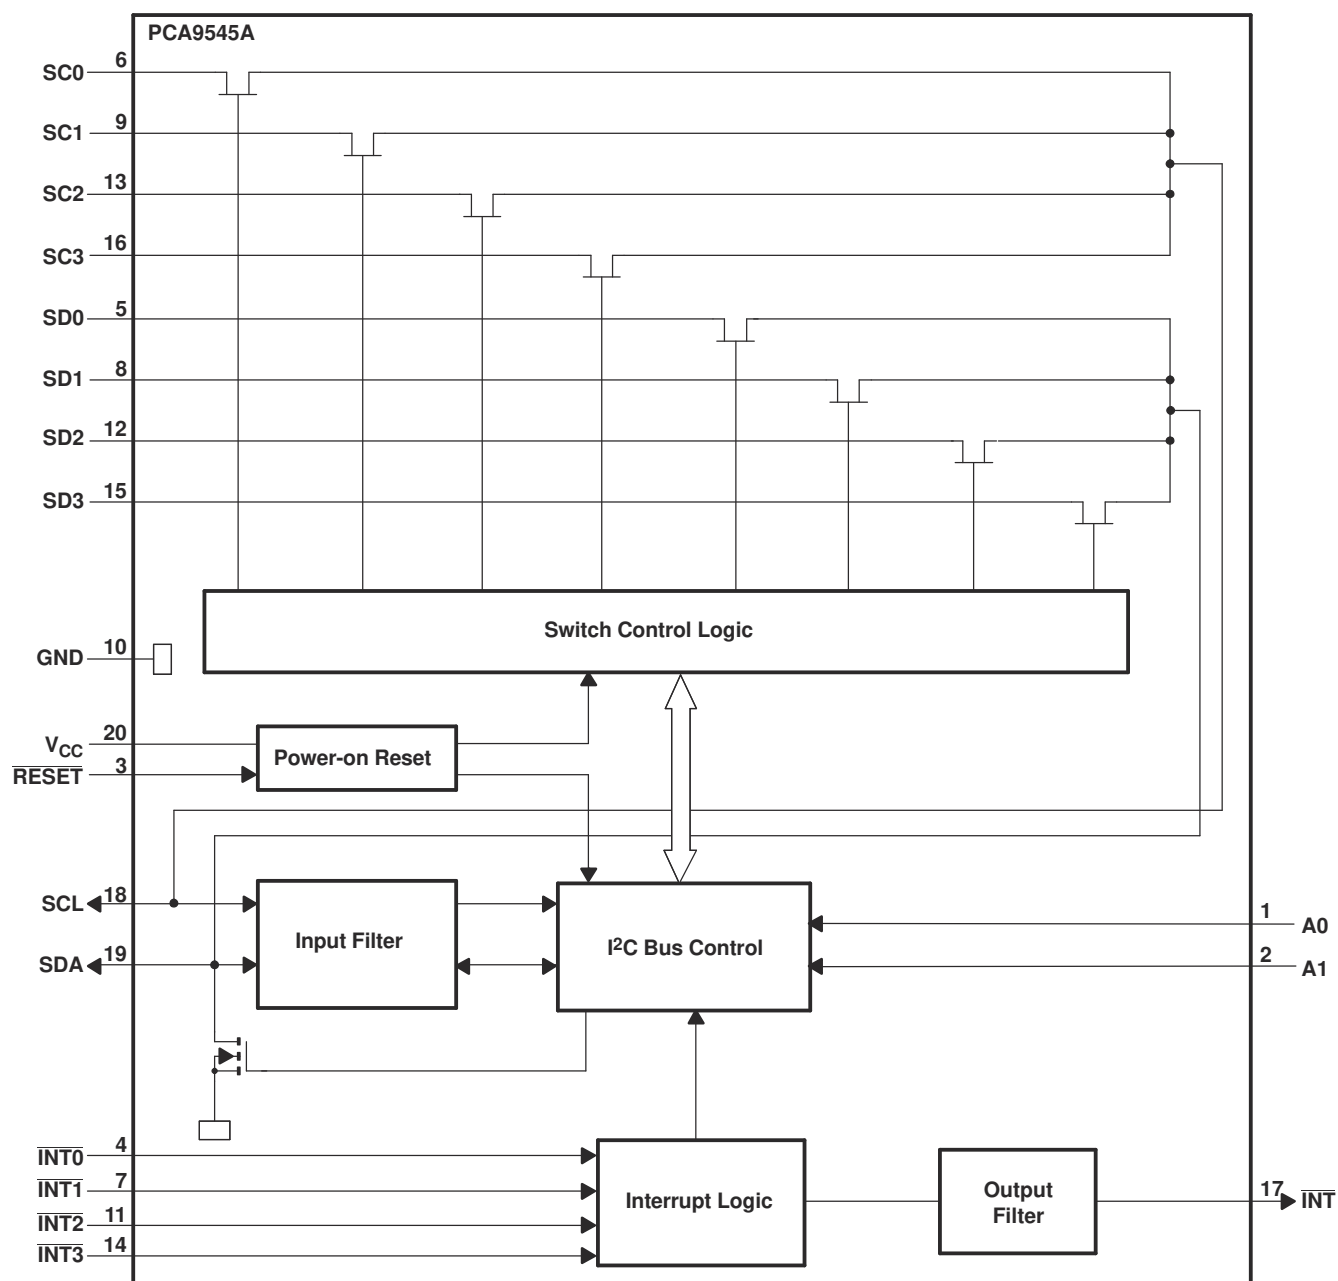 PCA9545A
SC0 6
SC1 9
SC2 13
SC3 16
SD0 5
SD1 8
SD2 12
SD3 15
Switch Control Logic
GND 10
VCC 20
RESET 3
Power-on Reset
SCL 18
SDA 19
Input Filter
I2C Bus Control
1 A0
2 A1
INT0 4
INT1 7
INT2 11
INT3 14
Interrupt Logic
Output
Filter
17 INT